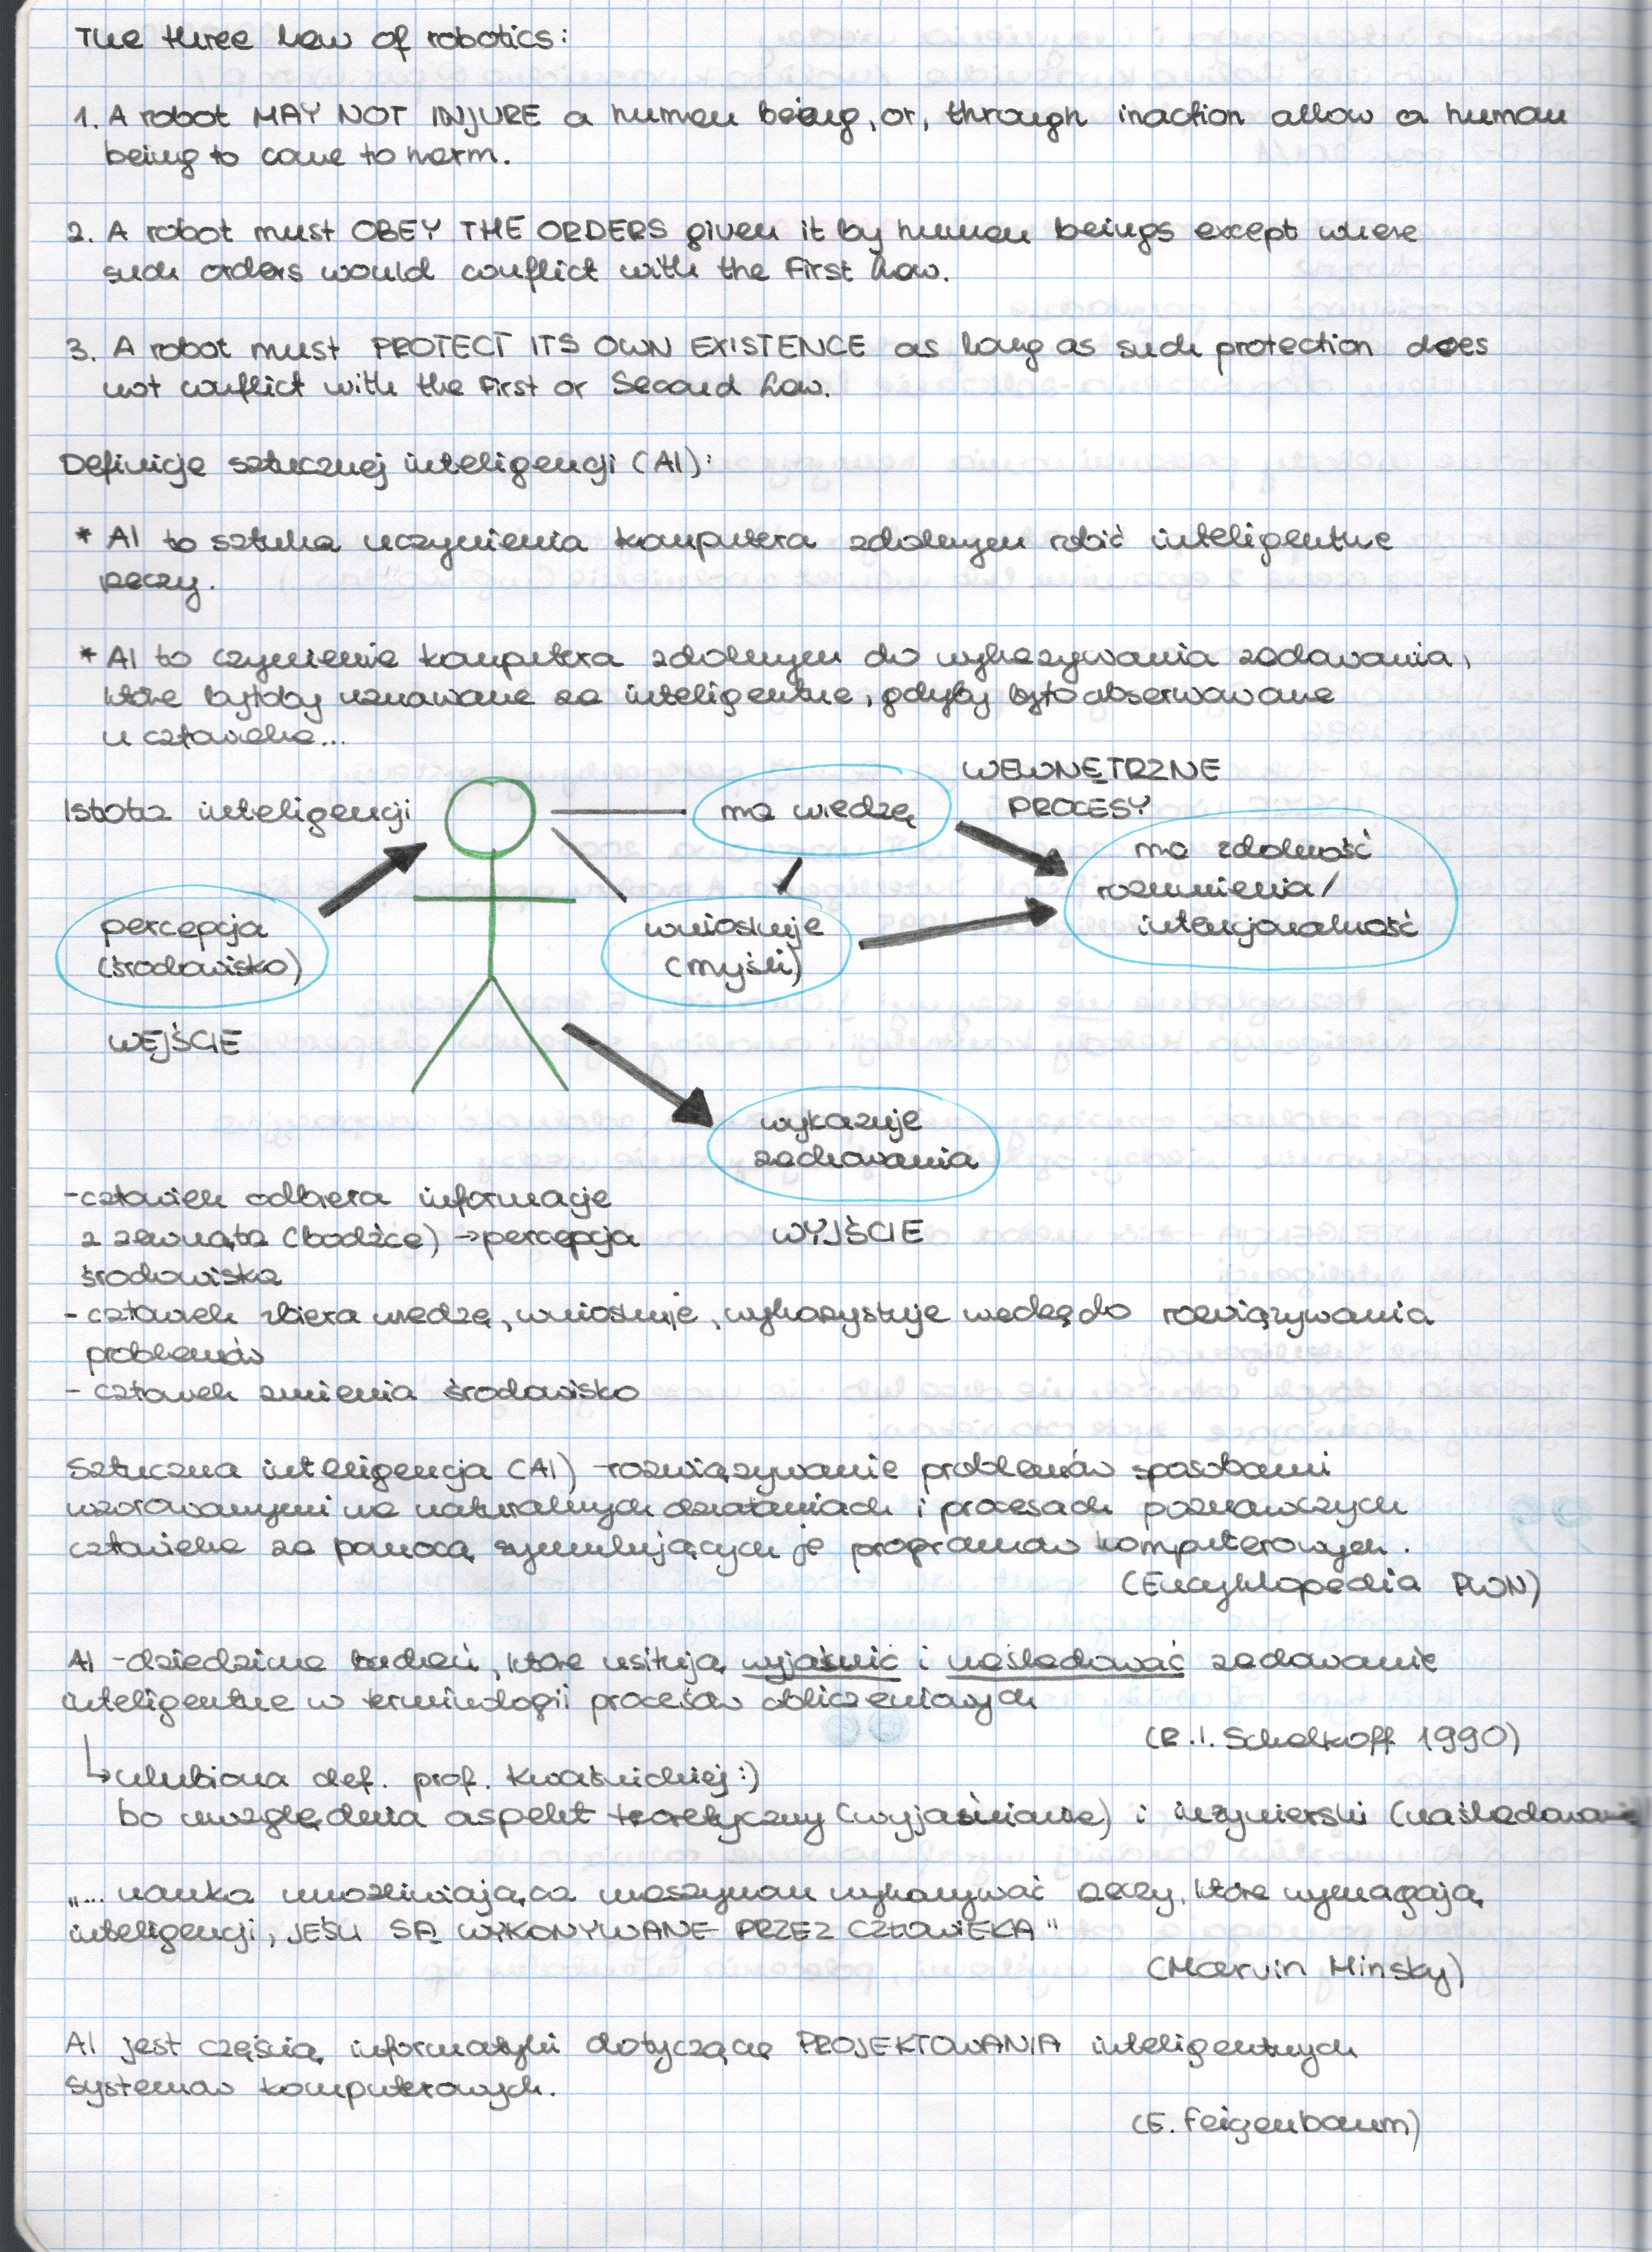 The three law of robotics:
1. A robot MAY NOT INJURE a human being, or, through inaction allow a human
being to come to harm.
2. A robot must OBEY THE ORDERS given it by human beings except where
such orders would conflict with the First Law.
3. A robot must PROTECT ITS OWN EXISTENCE as long as such protection does
not conflict with the First or Second Law.
Definicje sztucznej inteligencji (AI):
* AI to sztuka uczynienia komputera zdolnym robić inteligentne
rzeczy.
* AI to czynienie komputera zdolnym do wykazywania zachowania,
które byłoby uznawane za inteligentne, gdyby było obserwowane
u człowieka...
Istota inteligencji
ma wiedzę
WEWNĘTRZNE
PROCESY
ma zdolność
rozumienia/
intencjonalność
percepcja
(środowisko)
wnioskuje
(myśli)
WEJŚCIE
wykazuje
zachowania
WYJŚCIE
- człowiek odbiera informacje
z zewnątrz (bodźce) → percepcja
środowiska
- człowiek zbiera wiedzę, wnioskuje, wykorzystuje wiedzę do rozwiązywania
problemów
- człowiek zmienia środowisko
Sztuczna inteligencja (AI) - rozwiązywanie problemów sposobami
wzorowanymi na naturalnych działaniach i procesach poznawczych
człowieka za pomocą symulujących je programów komputerowych.
(Encyklopedia PWN)
AI - dziedzina badań, które usiłują wyjaśnić i naśladować zachowanie
inteligentne w terminologii procesów obliczeniowych
(R.I. Schalkoff 1990)
↳ ulubiona def. prof. Kwaśnickiej :)
bo uwzględnia aspekt teoretyczny (wyjaśnianie) i inżynierski (naśladowanie
„... nauka umożliwiająca maszynom wykonywać rzeczy, które wymagają
inteligencji, JEŚLI SĄ WYKONYWANE PRZEZ CZŁOWIEKA"
(Marvin Minsky)
AI jest częścią informatyki dotyczącą PROJEKTOWANIA inteligentnych
systemów komputerowych.
(E. Feigenbaum)